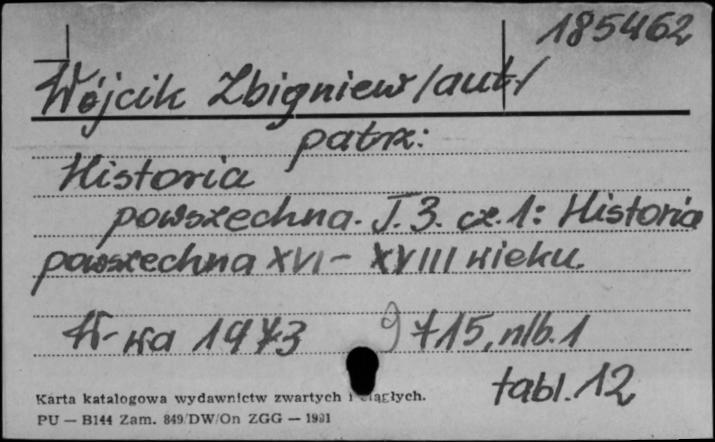 185462
Wójcik Zbigniew /aut/
patrz:
Historia
powszechna. T.3. cz.1: Historia
powszechna XVI - XVIII wieku.
W-wa 1973 9 715, nlb.1
tabl. 12
Karta katalogowa wydawnictw zwartych i ciągłych.
PU — B144 Zam. 849/DW/On ZGG — 1981